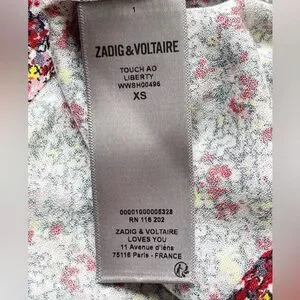 1
ZADIG & VOLTAIRE
TOUCH AO
LIBERTY
WWSH00496
XS
00001000005328
RN 116 202
ZADIG & VOLTAIRE
LOVES YOU
11 Avenue d'Iéna
75116 Paris - FRANCE